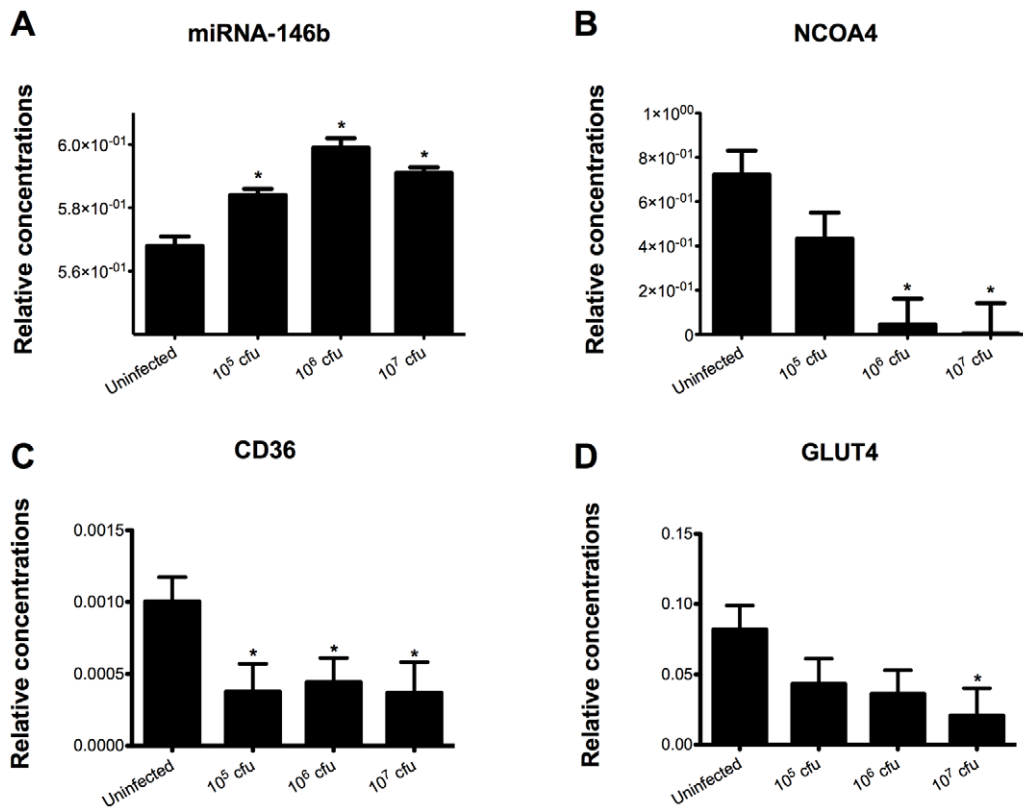 A
miRNA-146b
Relative concentrations
6.0×10⁻⁰¹
5.8×10⁻⁰¹
5.6×10⁻⁰¹
*
*
*
Uninfected
10⁵ cfu
10⁶ cfu
10⁷ cfu
B
NCOA4
Relative concentrations
1×10⁰⁰
8×10⁻⁰¹
6×10⁻⁰¹
4×10⁻⁰¹
2×10⁻⁰¹
0
*
*
Uninfected
10⁵ cfu
10⁶ cfu
10⁷ cfu
C
CD36
Relative concentrations
0.0015
0.0010
0.0005
0.0000
*
*
*
Uninfected
10⁵ cfu
10⁶ cfu
10⁷ cfu
D
GLUT4
Relative concentrations
0.15
0.10
0.05
0.00
*
Uninfected
10⁵ cfu
10⁶ cfu
10⁷ cfu